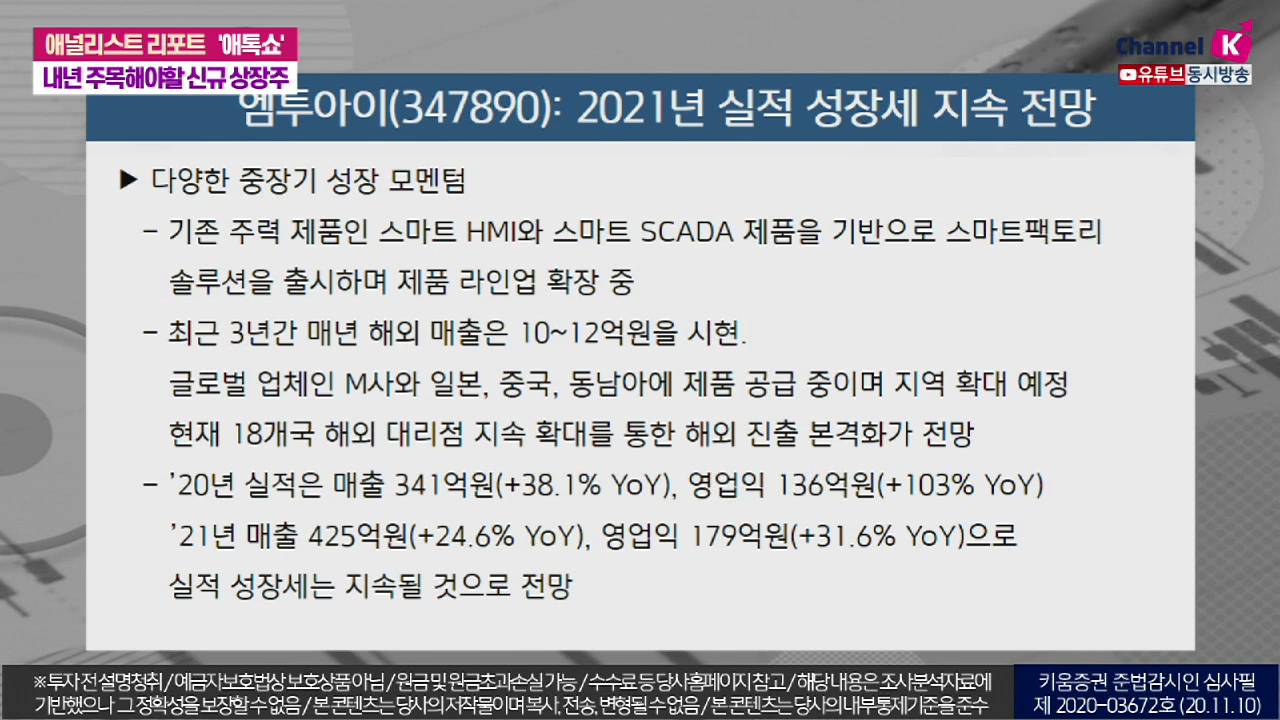 애널리스트 리포트 '애톡쇼'
내년 주목해야할 신규 상장주
Channel K
유튜브동시방송
엠투아이(347890): 2021년 실적 성장세 지속 전망
▶ 다양한 중장기 성장 모멘텀
– 기존 주력 제품인 스마트 HMI와 스마트 SCADA 제품을 기반으로 스마트팩토리
솔루션을 출시하며 제품 라인업 확장 중
– 최근 3년간 매년 해외 매출은 10~12억원을 시현.
글로벌 업체인 M사와 일본, 중국, 동남아에 제품 공급 중이며 지역 확대 예정
현재 18개국 해외 대리점 지속 확대를 통한 해외 진출 본격화가 전망
– ’20년 실적은 매출 341억원(+38.1% YoY), 영업익 136억원(+103% YoY)
’21년 매출 425억원(+24.6% YoY), 영업익 179억원(+31.6% YoY)으로
실적 성장세는 지속될 것으로 전망
※ 투자 전 설명청취 / 예금자보호법상 보호상품 아님 / 원금 및 원금초과손실 가능 / 수수료 등 당사홈페이지 참고 / 해당 내용은 조사분석자료에
기반했으나 그 정확성을 보장할 수 없음 / 본 콘텐츠는 당사의 저작물이며 복사, 전송, 변형될 수 없음 / 본 콘텐츠는 당사의 내부통제기준을 준수
키움증권 준법감시인 심사필
제 2020-03672호 (20.11.10)